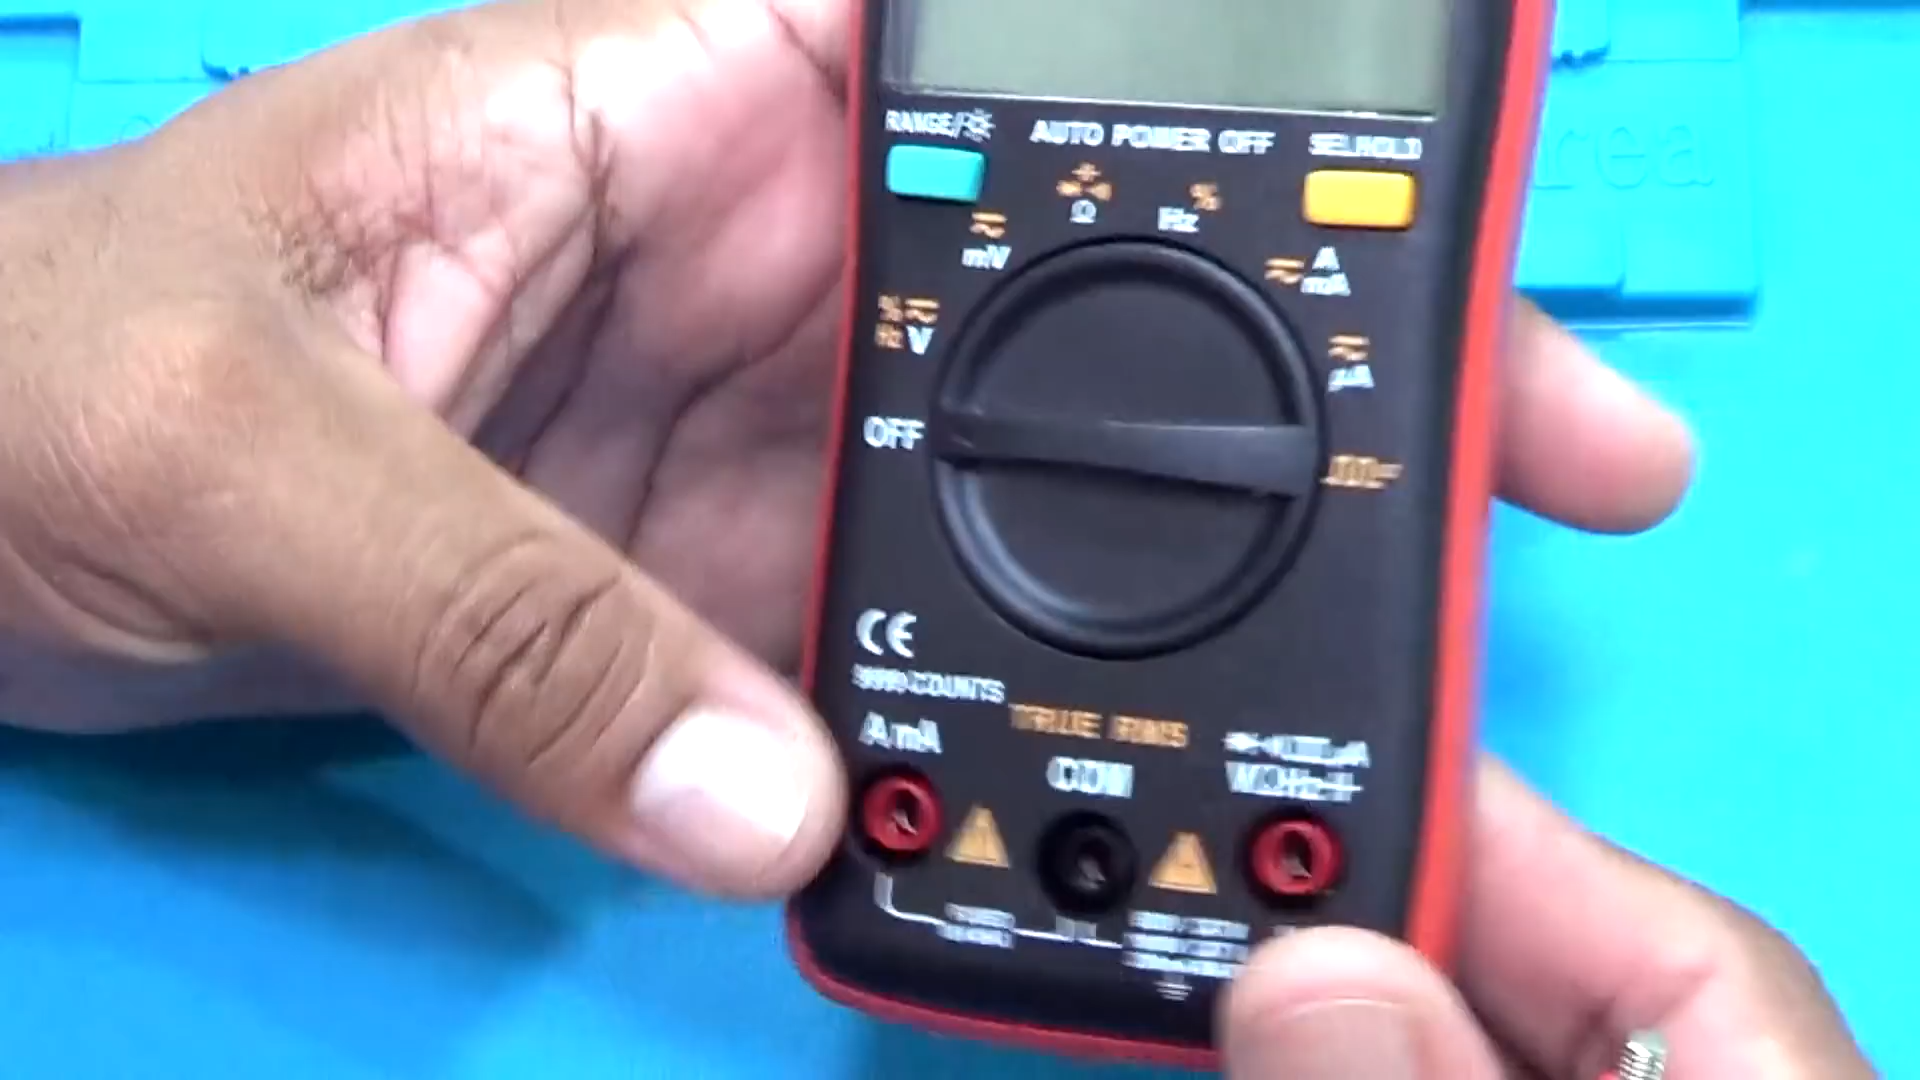 RANGE/
AUTO POWER OFF
SEL/HOLD
Ω
Hz %
mV
A
mA
%
Hz V
µA
OFF
CE
9999 COUNTS
TRUE RMS
A mA
COM
rea